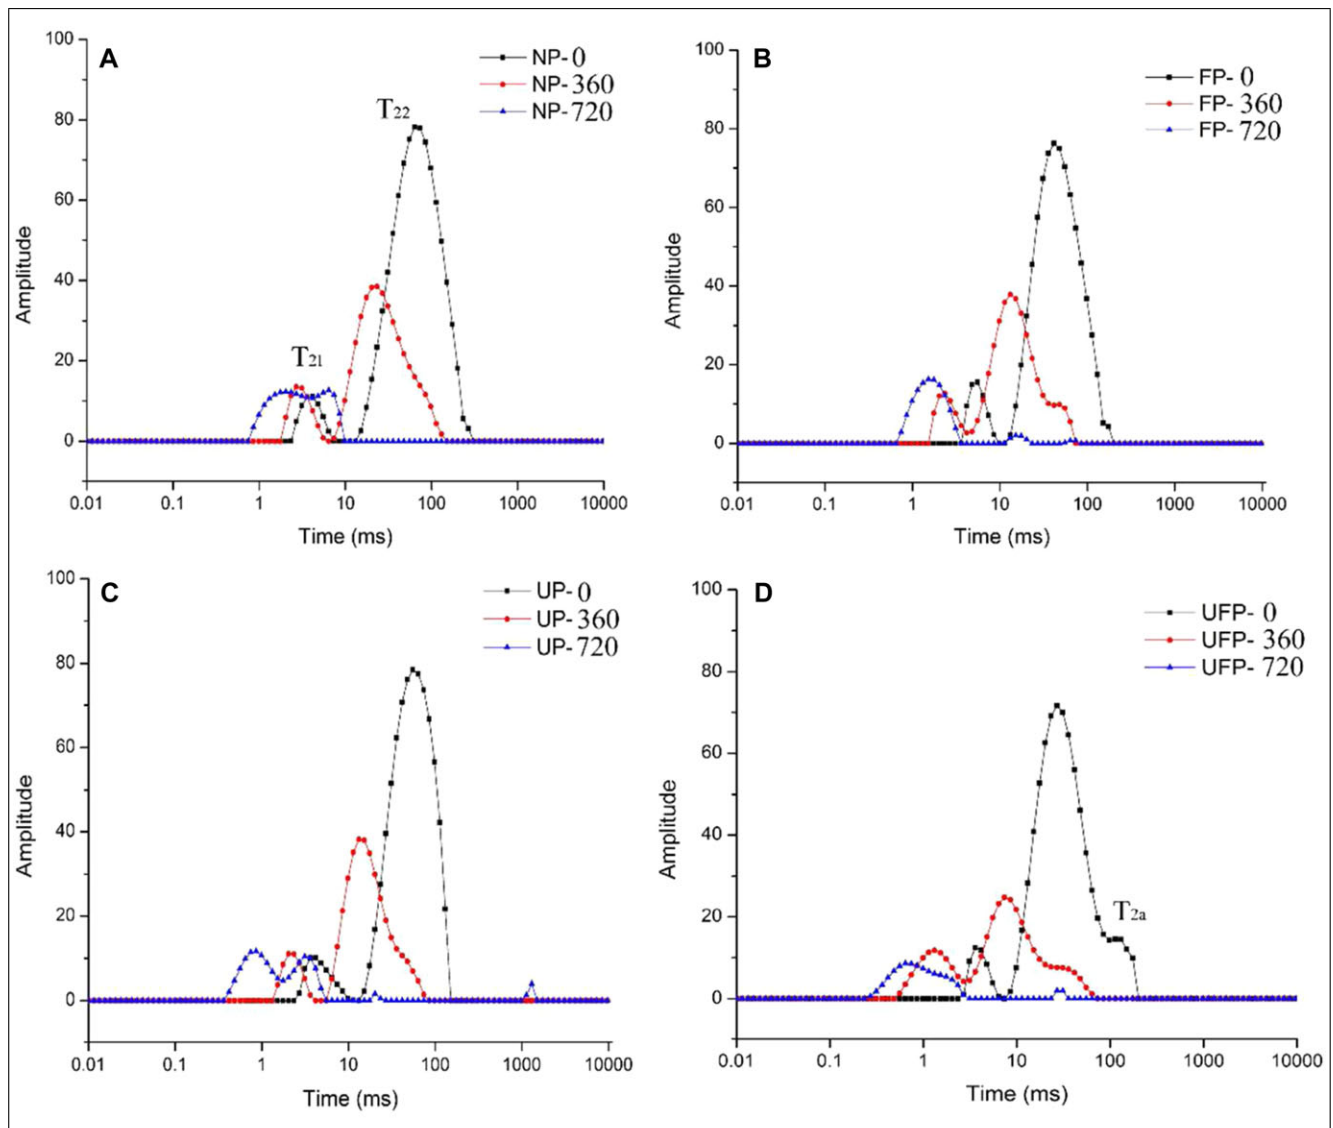 A
NP-0
NP-360
NP-720
T22
T21
100
80
60
40
20
0
Amplitude
0.01 0.1 1 10 100 1000 10000
Time (ms)
B
FP-0
FP-360
FP-720
100
80
60
40
20
0
Amplitude
0.01 0.1 1 10 100 1000 10000
Time (ms)
C
UP-0
UP-360
UP-720
100
80
60
40
20
0
Amplitude
0.01 0.1 1 10 100 1000 10000
Time (ms)
D
UFP-0
UFP-360
UFP-720
T2a
100
80
60
40
20
0
Amplitude
0.01 0.1 1 10 100 1000 10000
Time (ms)